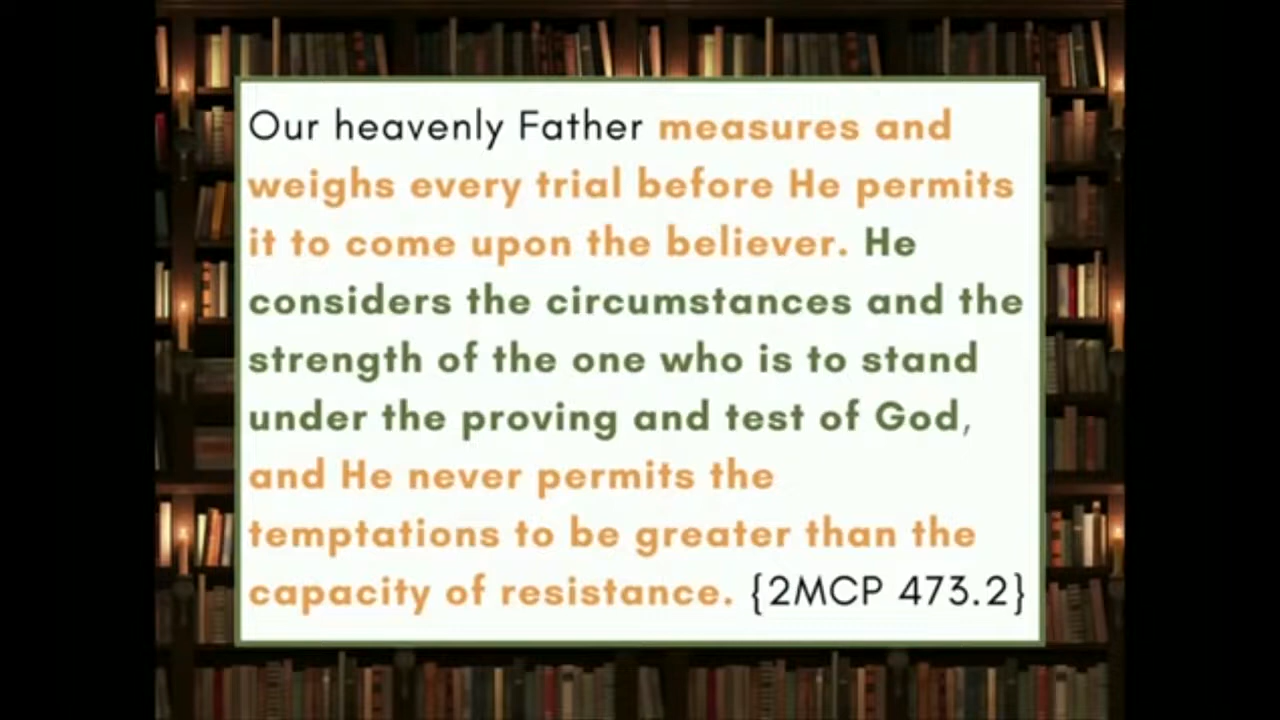 Our heavenly Father measures and
weighs every trial before He permits
it to come upon the believer. He
considers the circumstances and the
strength of the one who is to stand
under the proving and test of God,
and He never permits the
temptations to be greater than the
capacity of resistance. {2MCP 473.2}